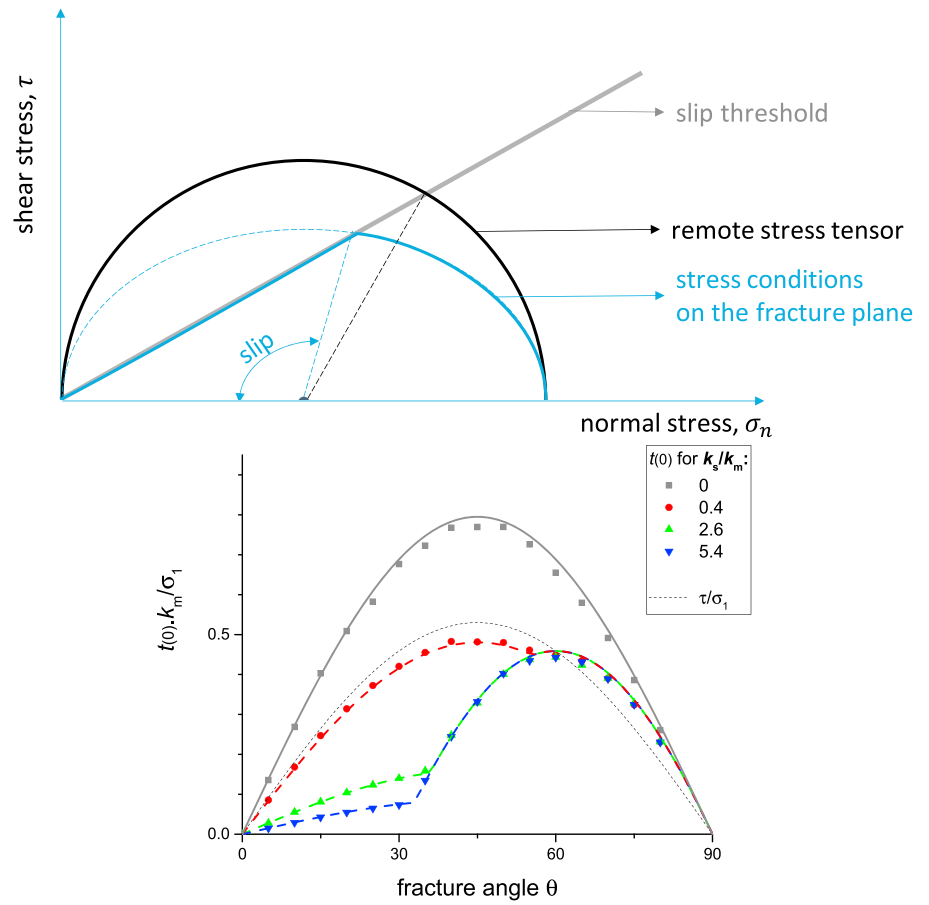 shear stress, τ
slip threshold
remote stress tensor
stress conditions
on the fracture plane
slip
normal stress, σₙ
t(0) for kₛ/kₘ:
0
0.4
2.6
5.4
τ/σ₁
t(0).kₘ/σ₁
0.5
0.0
0 30 60 90
fracture angle θ